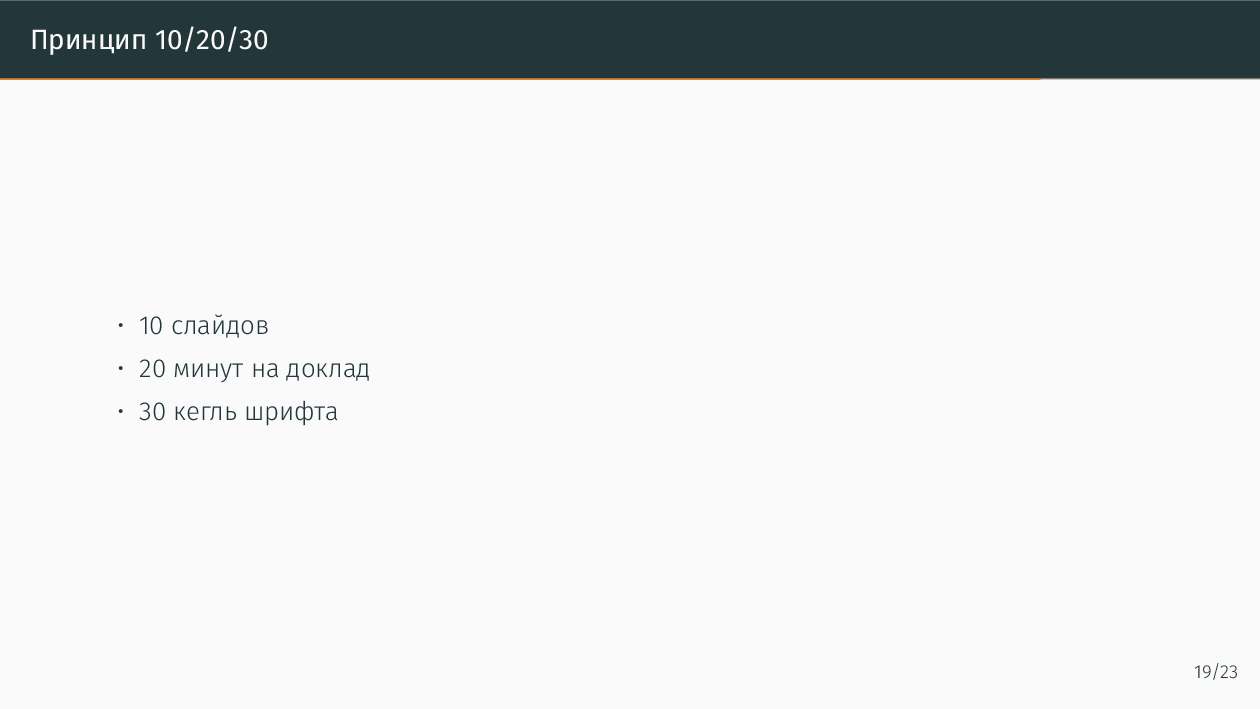 Принцип 10/20/30
• 10 слайдов
• 20 минут на доклад
• 30 кегль шрифта
19/23